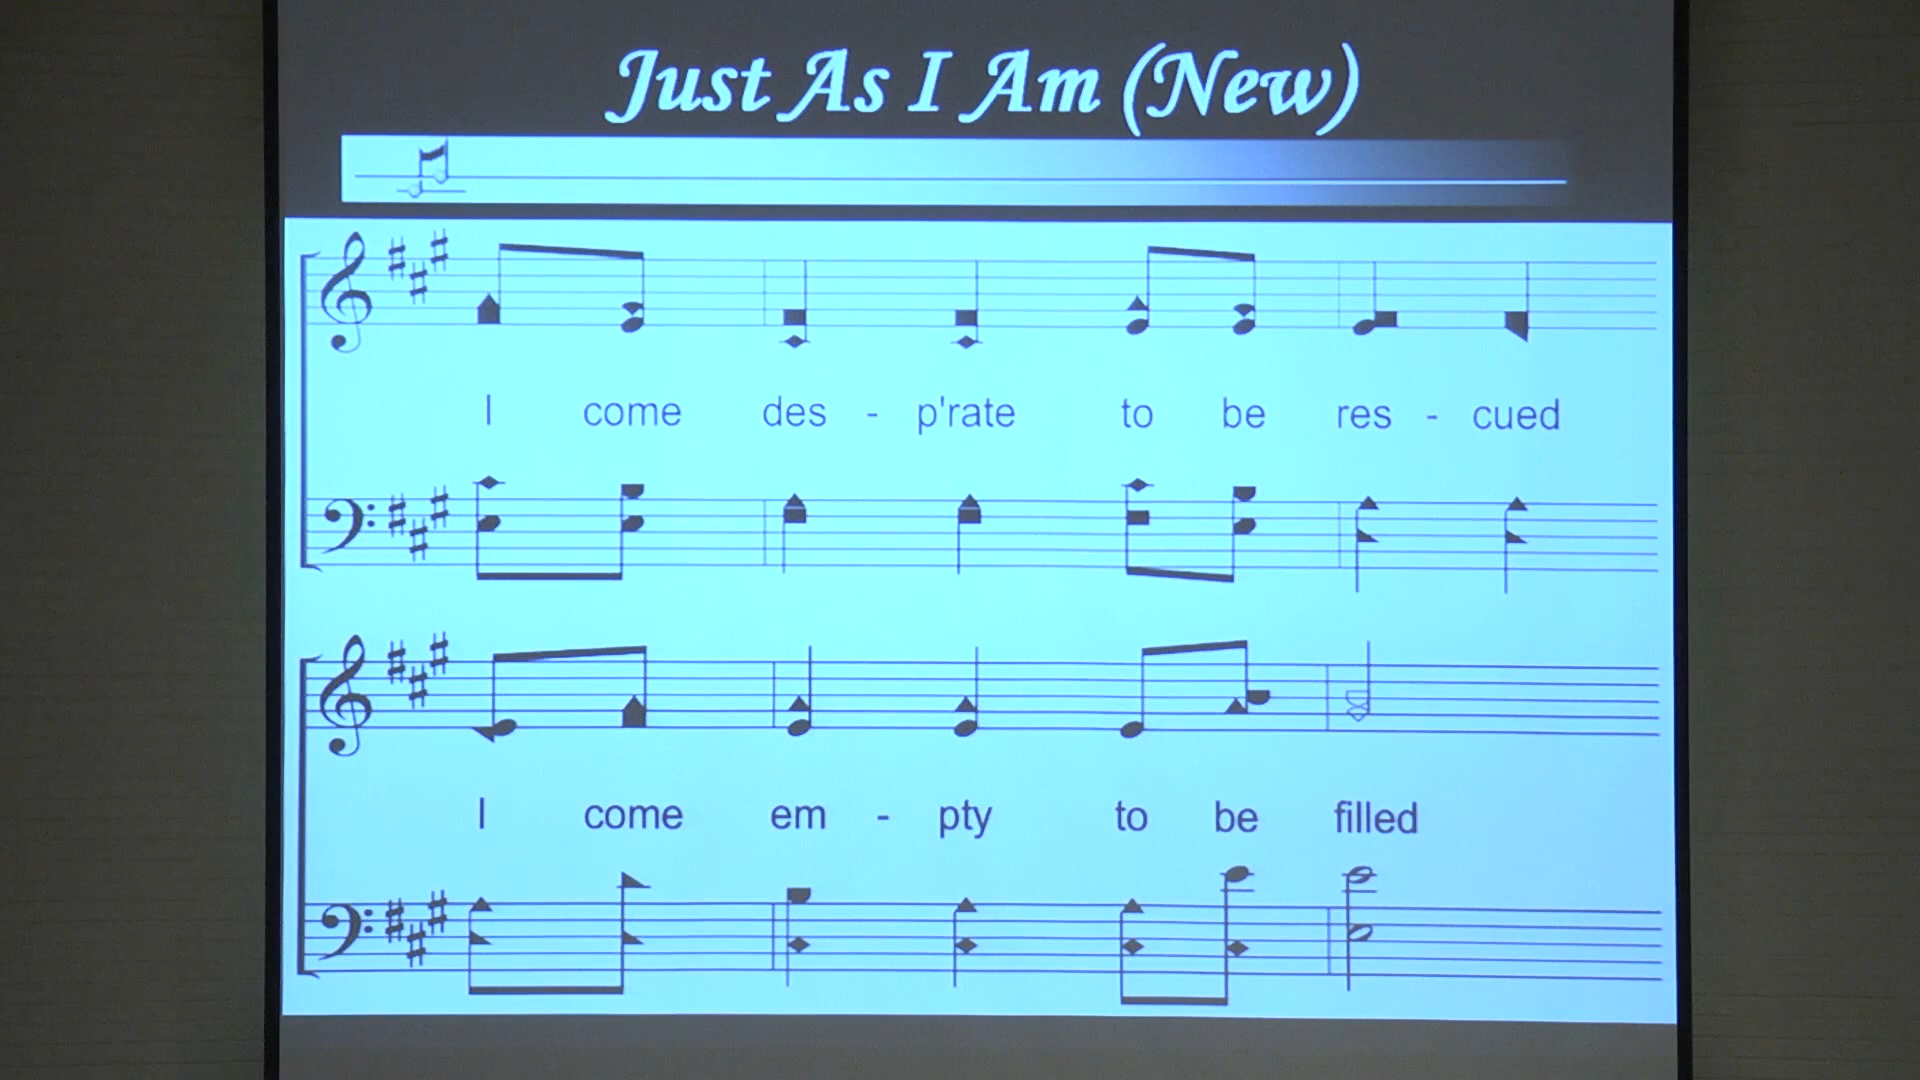 Just As I Am (New)
I come des - p'rate to be res - cued
I come em - pty to be filled